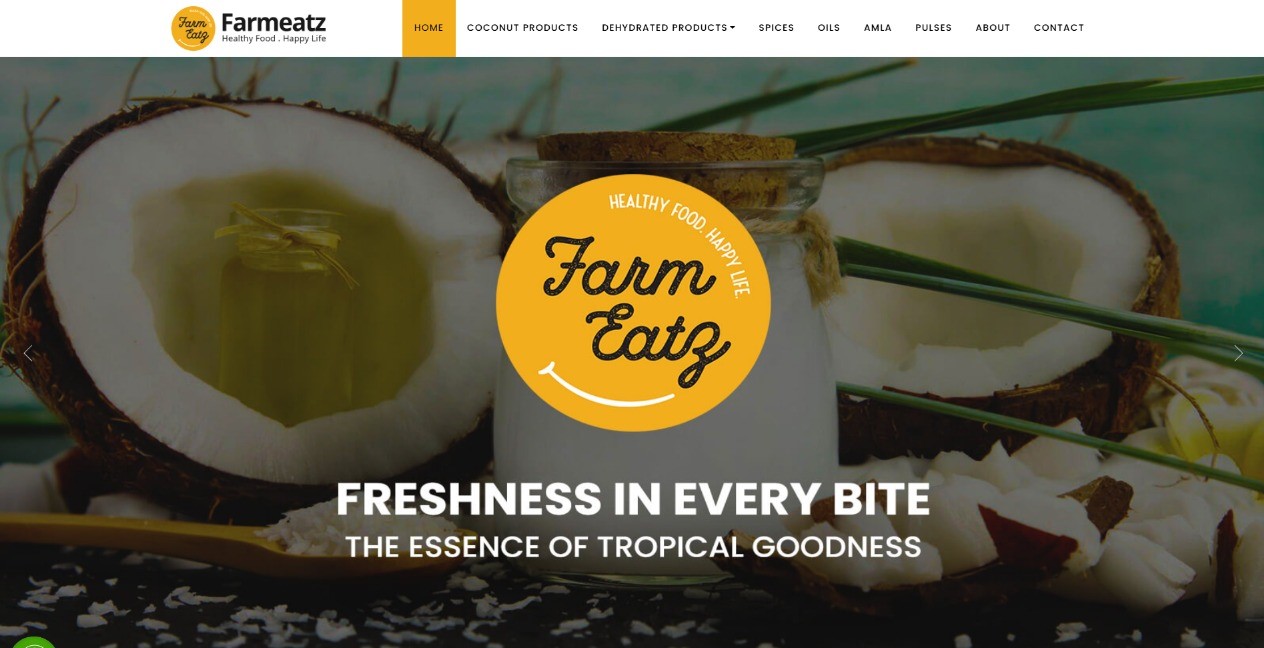 Farm
Eatz
Farmeatz
Healthy Food . Happy Life
HOME
COCONUT PRODUCTS
DEHYDRATED PRODUCTS
SPICES
OILS
AMLA
PULSES
ABOUT
CONTACT
HEALTHY FOOD. HAPPY LIFE.
Farm
Eatz
FRESHNESS IN EVERY BITE
THE ESSENCE OF TROPICAL GOODNESS